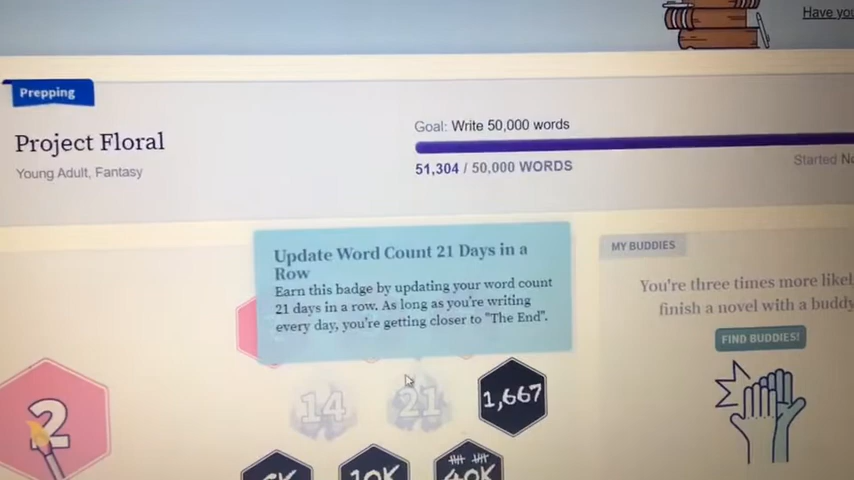 Have you
Prepping
Project Floral
Young Adult, Fantasy
Goal: Write 50,000 words
51,304 / 50,000 WORDS
Started No
Update Word Count 21 Days in a
Row
Earn this badge by updating your word count
21 days in a row. As long as you're writing
every day, you're getting closer to "The End".
MY BUDDIES
You're three times more likel
finish a novel with a buddy
FIND BUDDIES!
2
14
21
1,667
5K
10K
40K